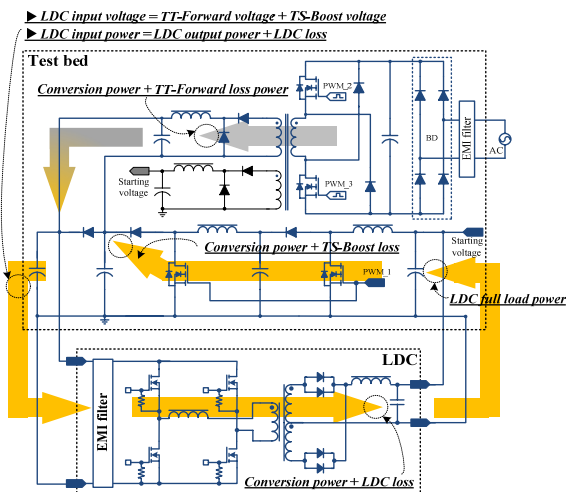 ▶ LDC input voltage = TT-Forward voltage + TS-Boost voltage
▶ LDC input power = LDC output power + LDC loss
Test bed
Conversion power + TT-Forward loss power
PWM_2
BD
EMI filter
AC
Starting
voltage
PWM_3
Conversion power + TS-Boost loss
Starting
voltage
PWM_1
LDC full load power
LDC
EMI filter
Conversion power + LDC loss